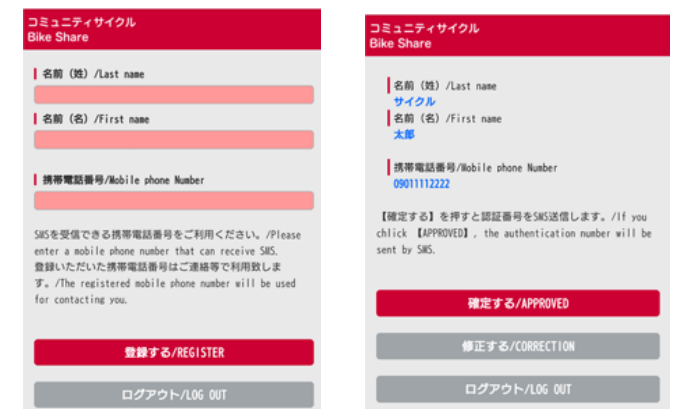 コミュニティサイクル
Bike Share
名前（姓）/Last name
名前（名）/First name
携帯電話番号/Mobile phone Number
SMSを受信できる携帯電話番号をご利用ください。/Please
enter a mobile phone number that can receive SMS.
登録いただいた携帯電話番号はご連絡等で利用致しま
す。/The registered mobile phone number will be used
for contacting you.
登録する/REGISTER
ログアウト/LOG OUT
コミュニティサイクル
Bike Share
名前（姓）/Last name
サイクル
名前（名）/First name
太郎
携帯電話番号/Mobile phone Number
09011112222
【確定する】を押すと認証番号をSMS送信します。/If you
chlick 【APPROVED】, the authentication number will be
sent by SMS.
確定する/APPROVED
修正する/CORRECTION
ログアウト/LOG OUT